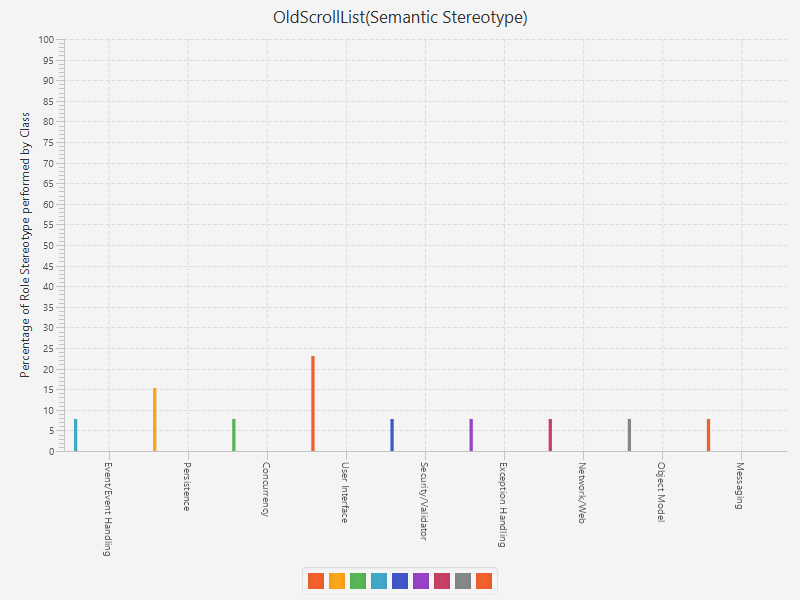 OldScrollList(Semantic Stereotype)
Percentage of Role Stereotype performed by Class
100
95
90
85
80
75
70
65
60
55
50
45
40
35
30
25
20
15
10
5
0
Event/Event Handling
Persistence
Concurrency
User Interface
Security/Validator
Exception Handling
Network/Web
Object Model
Messaging